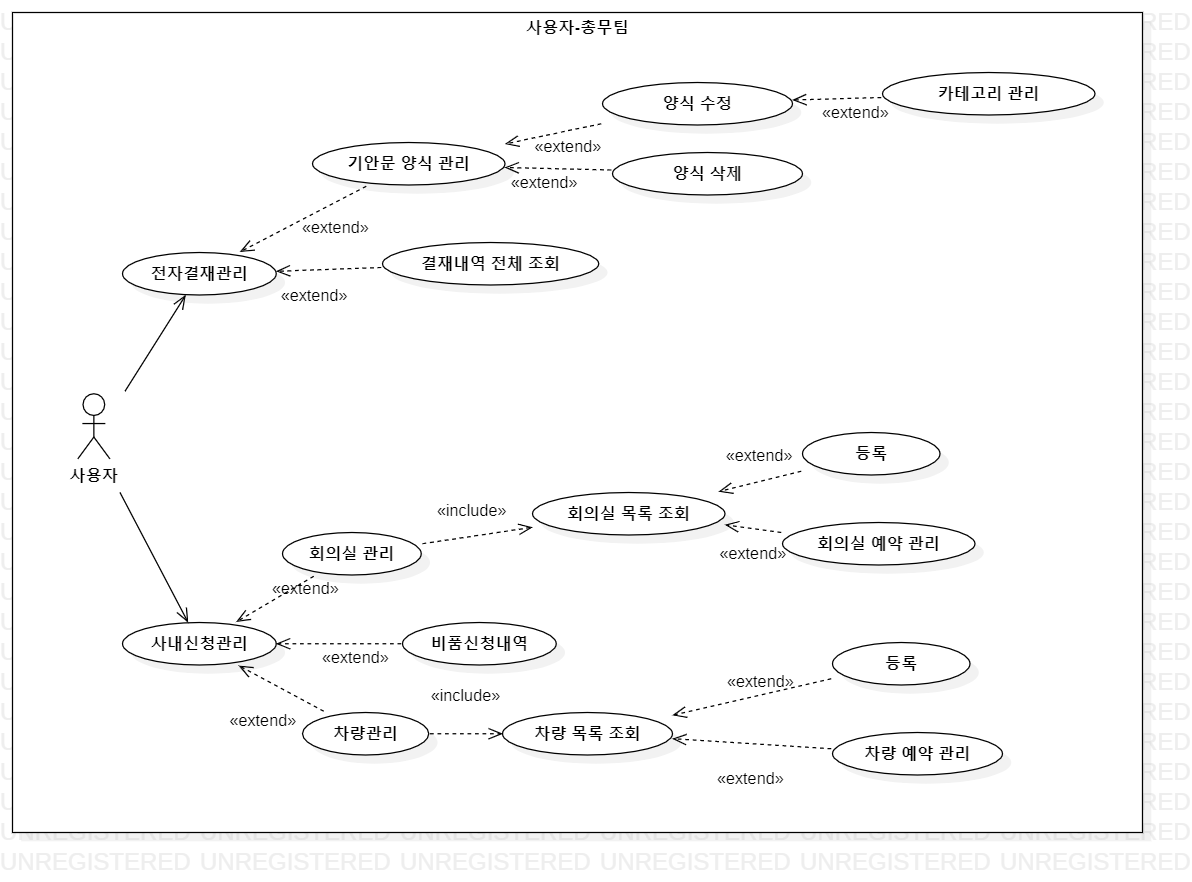 사용자-총무팀
양식 수정
카테고리 관리
«extend»
«extend»
기안문 양식 관리
양식 삭제
«extend»
«extend»
전자결재관리
결재내역 전체 조회
«extend»
사용자
등록
«extend»
«include»
회의실 목록 조회
회의실 관리
회의실 예약 관리
«extend»
«extend»
사내신청관리
비품신청내역
«extend»
등록
«extend»
«include»
«extend»
차량관리
차량 목록 조회
차량 예약 관리
«extend»
UNREGISTERED UNREGISTERED UNREGISTERED UNREGISTERED UNREGISTERED UNREGISTERED